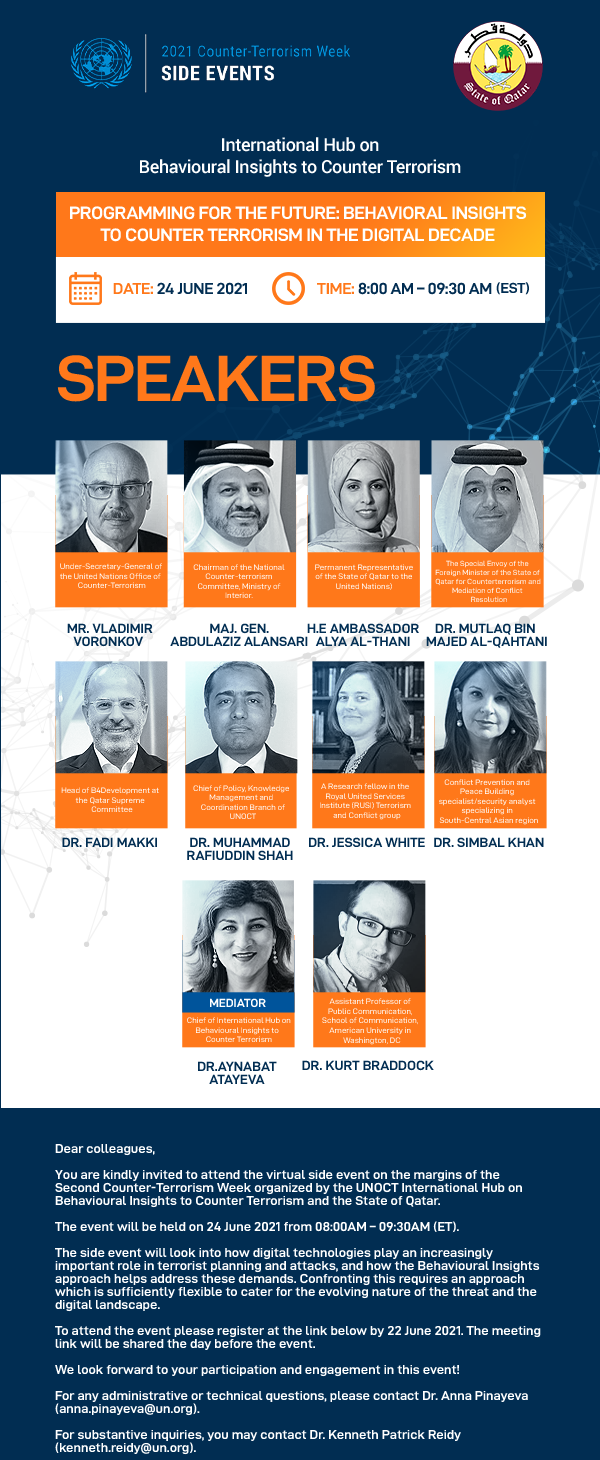 2021 Counter-Terrorism Week
SIDE EVENTS
دولة قطر
State of Qatar
International Hub on
Behavioural Insights to Counter Terrorism
PROGRAMMING FOR THE FUTURE: BEHAVIORAL INSIGHTS
TO COUNTER TERRORISM IN THE DIGITAL DECADE
DATE: 24 JUNE 2021
TIME: 8:00 AM – 09:30 AM (EST)
SPEAKERS
Under-Secretary-General of
the United Nations Office of
Counter-Terrorism
MR. VLADIMIR
VORONKOV
Chairman of the National
Counter-terrorism
Committee, Ministry of
Interior
MAJ. GEN.
ABDULAZIZ ALANSARI
Permanent Representative
of the State of Qatar to the
United Nations)
H.E AMBASSADOR
ALYA AL-THANI
The Special Envoy of the
Foreign Minister of the State of
Qatar for Counterterrorism and
Mediation of Conflict
Resolution
DR. MUTLAQ BIN
MAJED AL-QAHTANI
Head of B4Development at
the Qatar Supreme
Committee
DR. FADI MAKKI
Chief of Policy, Knowledge
Management and
Coordination Branch of
UNOCT
DR. MUHAMMAD
RAFIUDDIN SHAH
A Research fellow in the
Royal United Services
Institute (RUSI) Terrorism
and Conflict group
DR. JESSICA WHITE
Conflict Prevention and
Peace Building
specialist/security analyst
specializing in
South-Central Asian region
DR. SIMBAL KHAN
MEDIATOR
Chief of International Hub on
Behavioural Insights to
Counter Terrorism
DR.AYNABAT
ATAYEVA
Assistant Professor of
Public Communication,
School of Communication,
American University in
Washington, DC
DR. KURT BRADDOCK
Dear colleagues,
You are kindly invited to attend the virtual side event on the margins of the
Second Counter-Terrorism Week organized by the UNOCT International Hub on
Behavioural Insights to Counter Terrorism and the State of Qatar.
The event will be held on 24 June 2021 from 08:00AM – 09:30AM (ET).
The side event will look into how digital technologies play an increasingly
important role in terrorist planning and attacks, and how the Behavioural Insights
approach helps address these demands. Confronting this requires an approach
which is sufficiently flexible to cater for the evolving nature of the threat and the
digital landscape.
To attend the event please register at the link below by 22 June 2021. The meeting
link will be shared the day before the event.
We look forward to your participation and engagement in this event!
For any administrative or technical questions, please contact Dr. Anna Pinayeva
(anna.pinayeva@un.org).
For substantive inquiries, you may contact Dr. Kenneth Patrick Reidy
(kenneth.reidy@un.org).